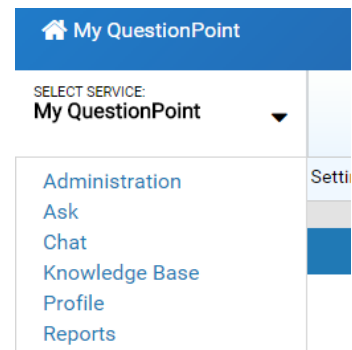 My QuestionPoint
SELECT SERVICE:
My QuestionPoint
Administration
Ask
Chat
Knowledge Base
Profile
Reports